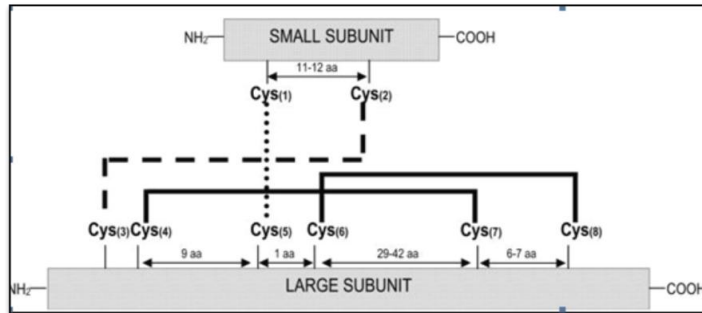 NH₂ SMALL SUBUNIT COOH
11-12 aa
Cys(1) Cys(2)
Cys(3) Cys(4) Cys(5) Cys(6) Cys(7) Cys(8)
9 aa 1 aa 29-42 aa 6-7 aa
NH₂ LARGE SUBUNIT COOH